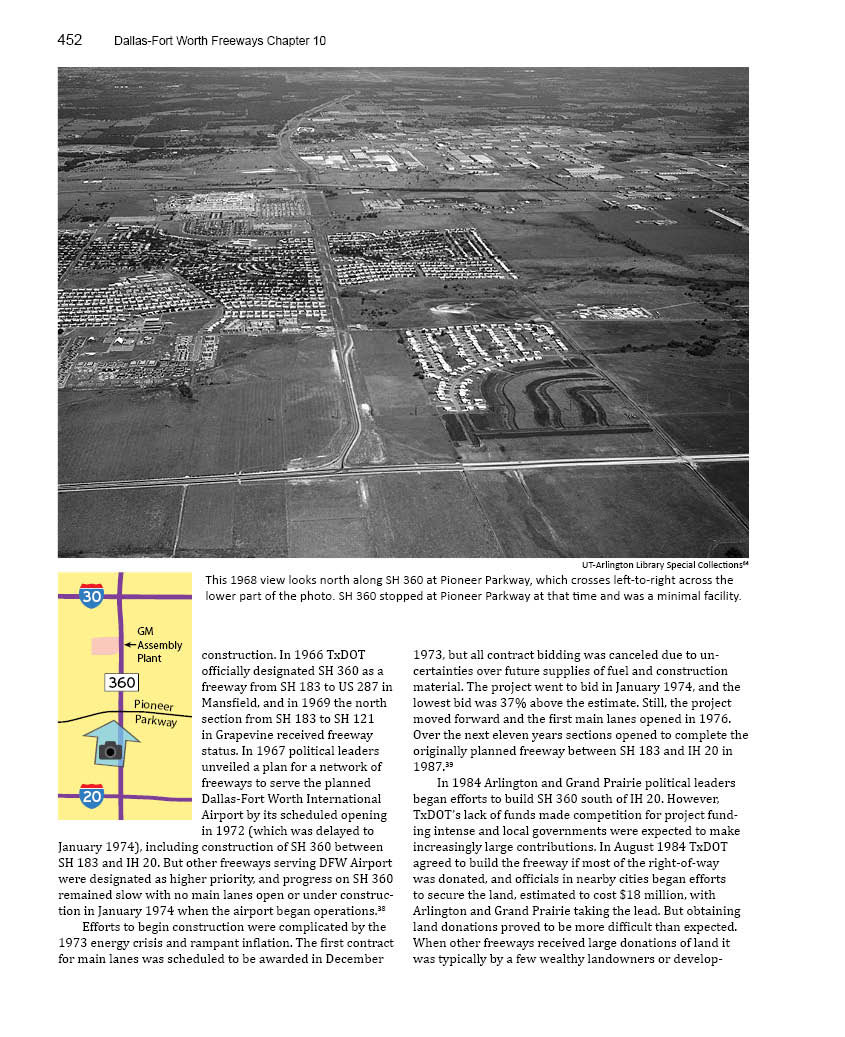 452 Dallas-Fort Worth Freeways Chapter 10
UT-Arlington Library Special Collections⁶⁴
This 1968 view looks north along SH 360 at Pioneer Parkway, which crosses left-to-right across the
lower part of the photo. SH 360 stopped at Pioneer Parkway at that time and was a minimal facility.
30
GM
Assembly
Plant
360
Pioneer
Parkway
20
construction. In 1966 TxDOT
officially designated SH 360 as a
freeway from SH 183 to US 287 in
Mansfield, and in 1969 the north
section from SH 183 to SH 121
in Grapevine received freeway
status. In 1967 political leaders
unveiled a plan for a network of
freeways to serve the planned
Dallas-Fort Worth International
Airport by its scheduled opening
in 1972 (which was delayed to
January 1974), including construction of SH 360 between
SH 183 and IH 20. But other freeways serving DFW Airport
were designated as higher priority, and progress on SH 360
remained slow with no main lanes open or under construc-
tion in January 1974 when the airport began operations.³⁸
Efforts to begin construction were complicated by the
1973 energy crisis and rampant inflation. The first contract
for main lanes was scheduled to be awarded in December
1973, but all contract bidding was canceled due to un-
certainties over future supplies of fuel and construction
material. The project went to bid in January 1974, and the
lowest bid was 37% above the estimate. Still, the project
moved forward and the first main lanes opened in 1976.
Over the next eleven years sections opened to complete the
originally planned freeway between SH 183 and IH 20 in
1987.³⁹
In 1984 Arlington and Grand Prairie political leaders
began efforts to build SH 360 south of IH 20. However,
TxDOT's lack of funds made competition for project fund-
ing intense and local governments were expected to make
increasingly large contributions. In August 1984 TxDOT
agreed to build the freeway if most of the right-of-way
was donated, and officials in nearby cities began efforts
to secure the land, estimated to cost $18 million, with
Arlington and Grand Prairie taking the lead. But obtaining
land donations proved to be more difficult than expected.
When other freeways received large donations of land it
was typically by a few wealthy landowners or develop-